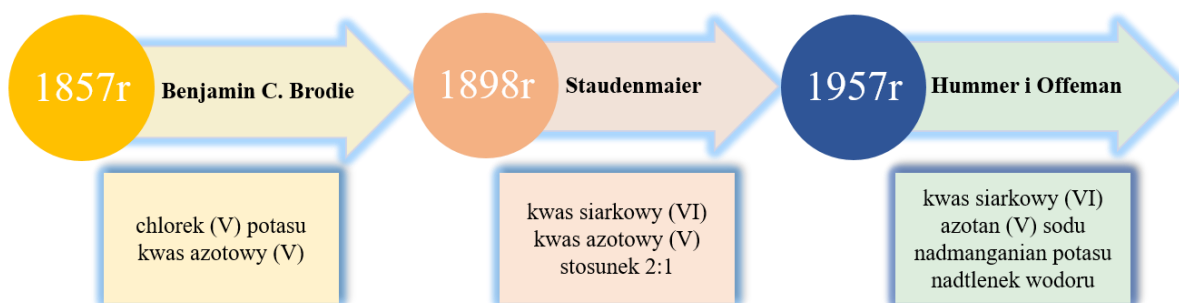 1857r
Benjamin C. Brodie
chlorek (V) potasu
kwas azotowy (V)
1898r
Staudenmaier
kwas siarkowy (VI)
kwas azotowy (V)
stosunek 2:1
1957r
Hummer i Offeman
kwas siarkowy (VI)
azotan (V) sodu
nadmanganian potasu
nadtlenek wodoru